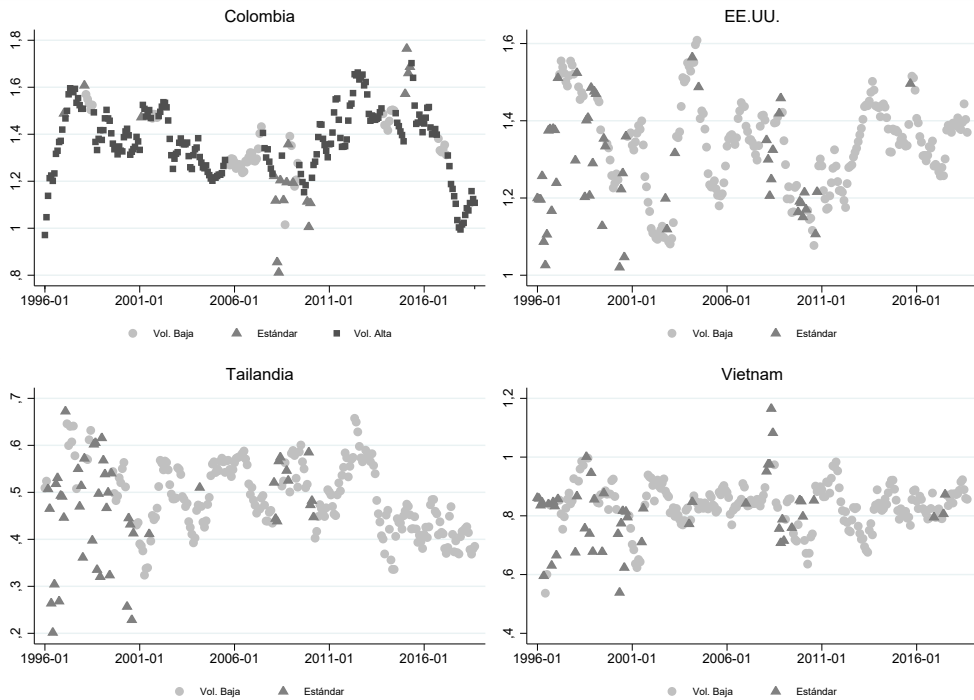 Colombia
1,8
1,6
1,4
1,2
1
,8
1996-01 2001-01 2006-01 2011-01 2016-01
Vol. Baja Estándar Vol. Alta
EE.UU.
1,6
1,4
1,2
1
1996-01 2001-01 2006-01 2011-01 2016-01
Vol. Baja Estándar
Tailandia
,7
,6
,5
,4
,3
,2
1996-01 2001-01 2006-01 2011-01 2016-01
Vol. Baja Estándar
Vietnam
1,2
1
,8
,6
,4
1996-01 2001-01 2006-01 2011-01 2016-01
Vol. Baja Estándar